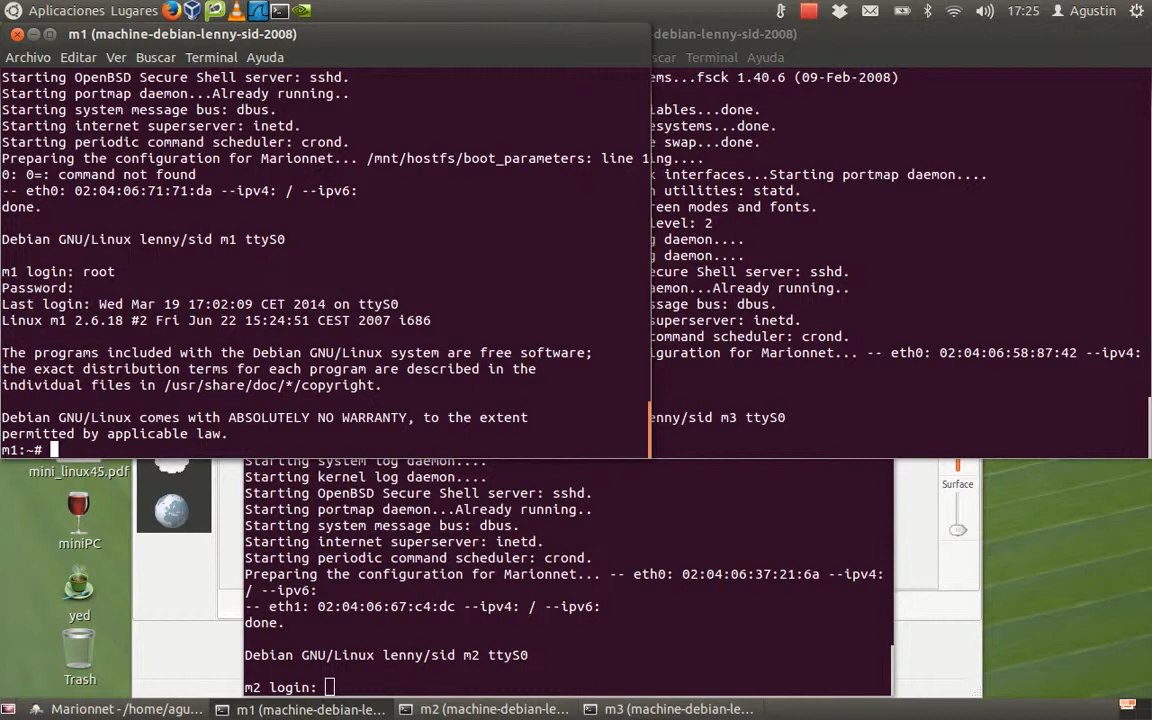 Aplicaciones Lugares
17:25 Agustin
m1 (machine-debian-lenny-sid-2008)
Archivo Editar Ver Buscar Terminal Ayuda
Starting OpenBSD Secure Shell server: sshd.
Starting portmap daemon...Already running..
Starting system message bus: dbus.
Starting internet superserver: inetd.
Starting periodic command scheduler: crond.
Preparing the configuration for Marionnet... /mnt/hostfs/boot_parameters: line 1
0: 0=: command not found
-- eth0: 02:04:06:71:71:da --ipv4: / --ipv6:
done.
Debian GNU/Linux lenny/sid m1 ttyS0
m1 login: root
Password:
Last login: Wed Mar 19 17:02:09 CET 2014 on ttyS0
Linux m1 2.6.18 #2 Fri Jun 22 15:24:51 CEST 2007 i686
The programs included with the Debian GNU/Linux system are free software;
the exact distribution terms for each program are described in the
individual files in /usr/share/doc/*/copyright.
Debian GNU/Linux comes with ABSOLUTELY NO WARRANTY, to the extent
permitted by applicable law.
m1:~#
-debian-lenny-sid-2008)
scar Terminal Ayuda
ems...fsck 1.40.6 (09-Feb-2008)
ables...done.
esystems...done.
e swap...done.
ing....
k interfaces...Starting portmap daemon....
n utilities: statd.
reen modes and fonts.
level: 2
g daemon....
g daemon....
ecure Shell server: sshd.
aemon...Already running..
ssage bus: dbus.
superserver: inetd.
command scheduler: crond.
guration for Marionnet... -- eth0: 02:04:06:58:87:42 --ipv4:
enny/sid m3 ttyS0
Starting system log daemon....
Starting kernel log daemon....
Starting OpenBSD Secure Shell server: sshd.
Starting portmap daemon...Already running..
Starting system message bus: dbus.
Starting internet superserver: inetd.
Starting periodic command scheduler: crond.
Preparing the configuration for Marionnet... -- eth0: 02:04:06:37:21:6a --ipv4:
/ --ipv6:
-- eth1: 02:04:06:67:c4:dc --ipv4: / --ipv6:
done.
Debian GNU/Linux lenny/sid m2 ttyS0
m2 login:
mini_linux45.pdf
miniPC
yed
Trash
Surface
Marionnet - /home/agu...
m1 (machine-debian-le...
m2 (machine-debian-le...
m3 (machine-debian-le...